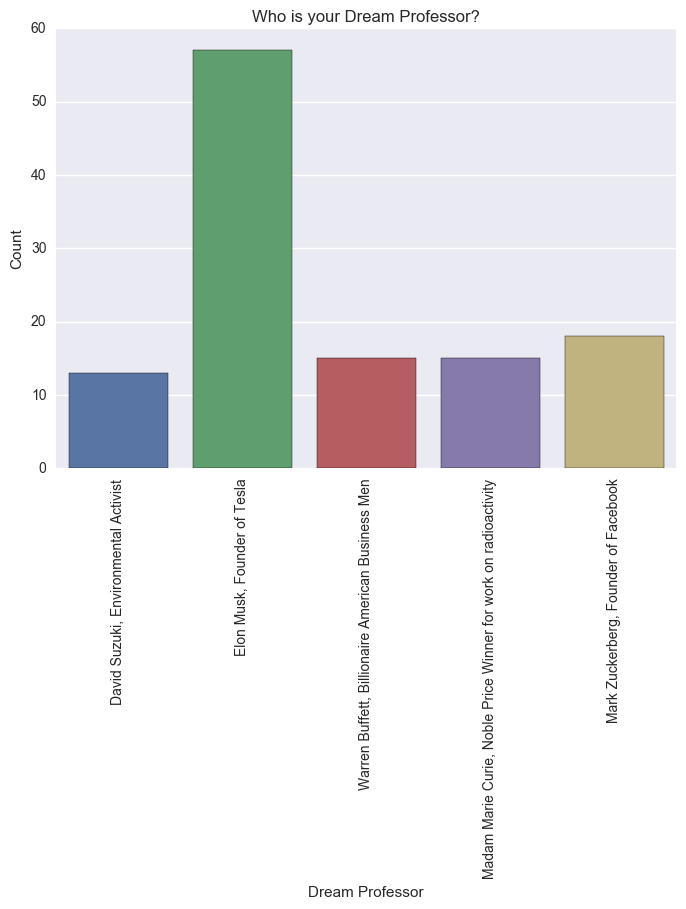 Who is your Dream Professor?
60
50
40
30
20
10
0
Count
David Suzuki, Environmental Activist
Elon Musk, Founder of Tesla
Warren Buffett, Billionaire American Business Men
Madam Marie Curie, Noble Price Winner for work on radioactivity
Mark Zuckerberg, Founder of Facebook
Dream Professor